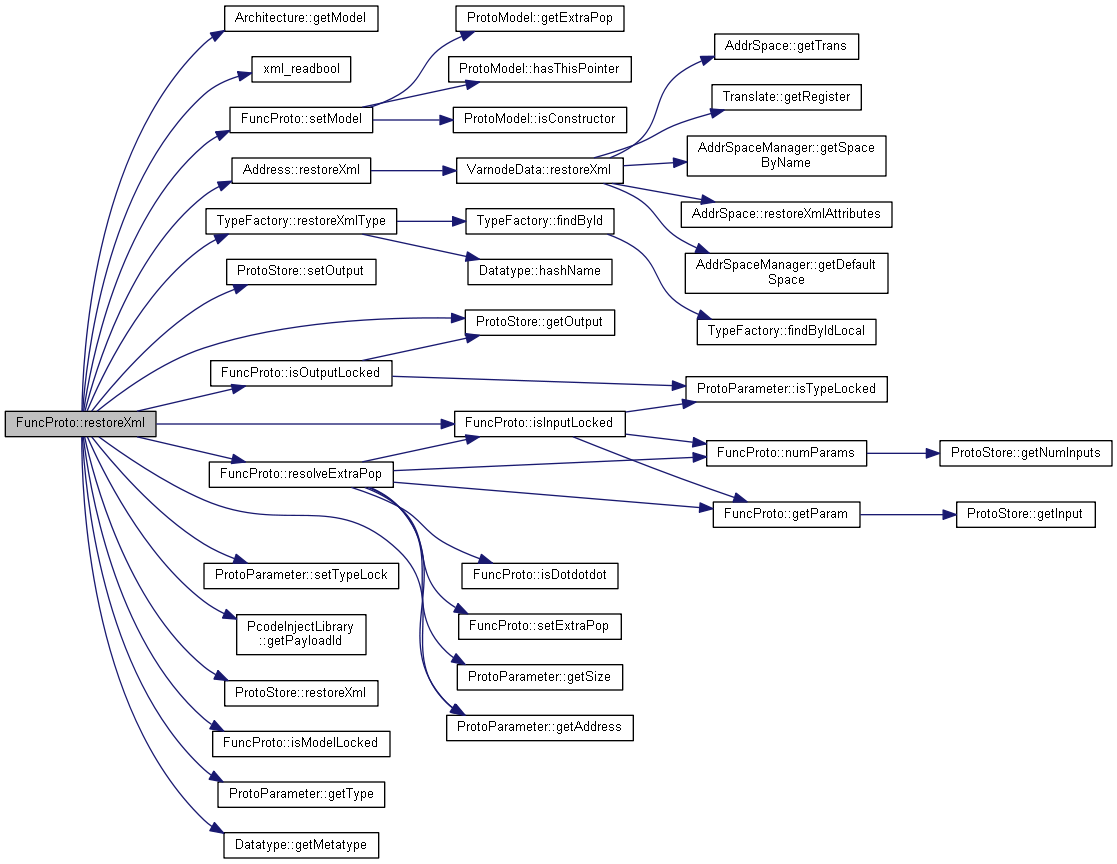 Architecture::getModel
xml_readbool
FuncProto::setModel
Address::restoreXml
TypeFactory::restoreXmlType
ProtoStore::setOutput
FuncProto::isOutputLocked
FuncProto::restoreXml
FuncProto::resolveExtraPop
ProtoParameter::setTypeLock
PcodeInjectLibrary
::getPayloadId
ProtoStore::restoreXml
FuncProto::isModelLocked
ProtoParameter::getType
Datatype::getMetatype
ProtoModel::getExtraPop
ProtoModel::hasThisPointer
ProtoModel::isConstructor
VarnodeData::restoreXml
TypeFactory::findById
Datatype::hashName
ProtoStore::getOutput
FuncProto::isInputLocked
FuncProto::isDotdotdot
FuncProto::setExtraPop
ProtoParameter::getSize
ProtoParameter::getAddress
AddrSpace::getTrans
Translate::getRegister
AddrSpaceManager::getSpace
ByName
AddrSpace::restoreXmlAttributes
AddrSpaceManager::getDefault
Space
TypeFactory::findByIdLocal
ProtoParameter::isTypeLocked
FuncProto::numParams
FuncProto::getParam
ProtoStore::getNumInputs
ProtoStore::getInput